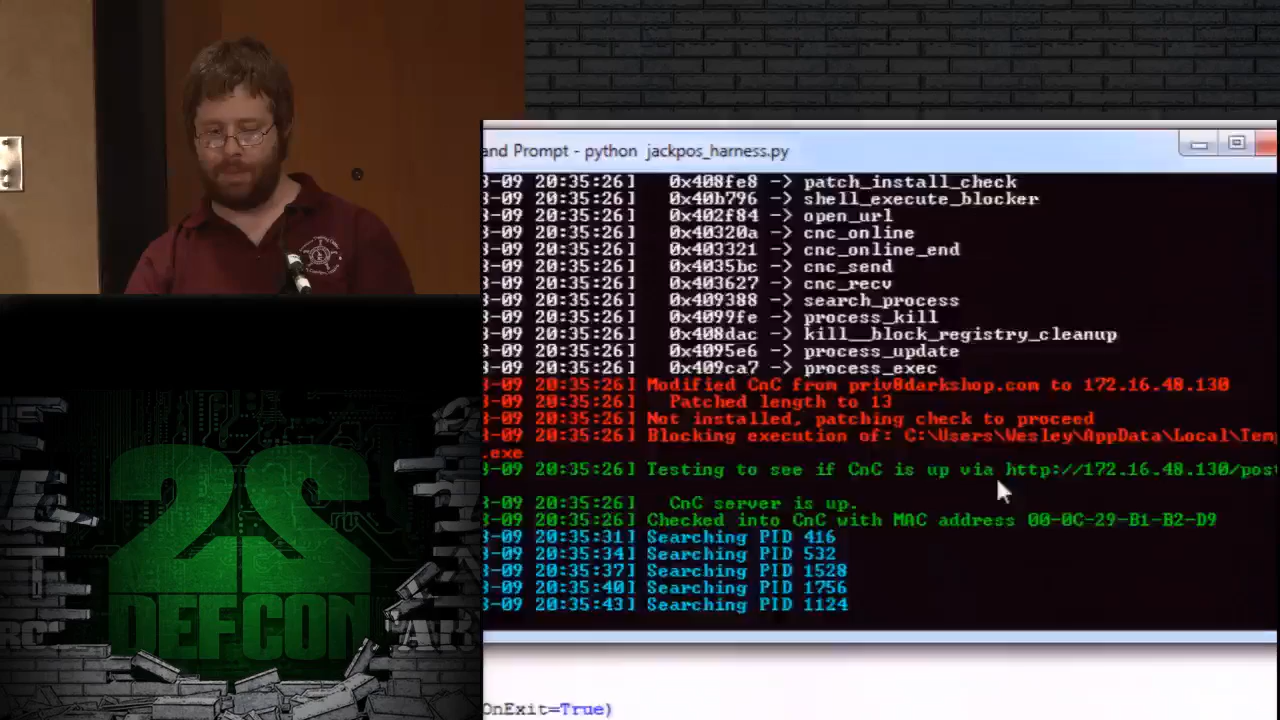 and Prompt - python jackpos_harness.py
3-09 20:35:26] 0x408fe8 -> patch_install_check
3-09 20:35:26] 0x40b796 -> shell_execute_blocker
3-09 20:35:26] 0x402f84 -> open_url
3-09 20:35:26] 0x40320a -> cnc_online
3-09 20:35:26] 0x403321 -> cnc_online_end
3-09 20:35:26] 0x4035bc -> cnc_send
3-09 20:35:26] 0x403627 -> cnc_recv
3-09 20:35:26] 0x409388 -> search_process
3-09 20:35:26] 0x4099fe -> process_kill
3-09 20:35:26] 0x408dac -> kill__block_registry_cleanup
3-09 20:35:26] 0x4095e6 -> process_update
3-09 20:35:26] 0x409ca7 -> process_exec
3-09 20:35:26] Modified CnC from priv8darkshop.com to 172.16.48.130
3-09 20:35:26] Patched length to 13
3-09 20:35:26] Not installed, patching check to proceed
3-09 20:35:26] Blocking execution of: C:\Users\Wesley\AppData\Local\Tem
.exe
3-09 20:35:26] Testing to see if CnC is up via http://172.16.48.130/post
3-09 20:35:26] CnC server is up.
3-09 20:35:26] Checked into CnC with MAC address 00-0C-29-B1-B2-D9
3-09 20:35:31] Searching PID 416
3-09 20:35:34] Searching PID 532
3-09 20:35:37] Searching PID 1528
3-09 20:35:40] Searching PID 1756
3-09 20:35:43] Searching PID 1124
OnExit=True)
22
DEFCON